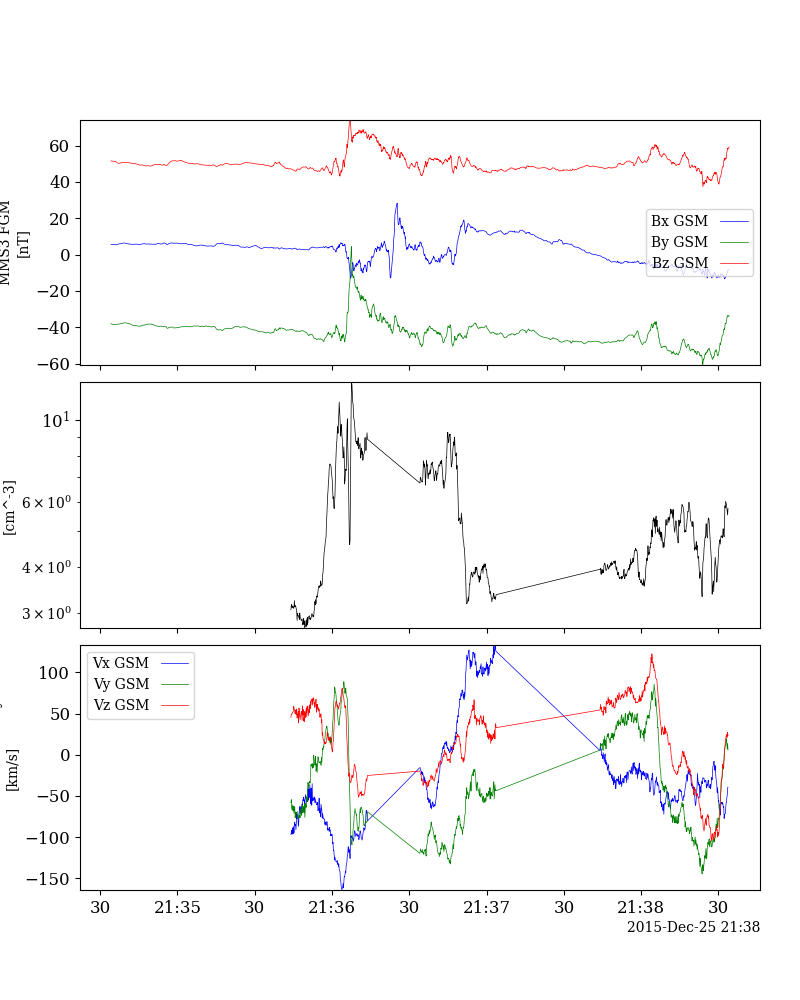 MMS3 FGM
[nT]
60
40
20
0
−20
−40
−60
Bx GSM
By GSM
Bz GSM
[cm^-3]
10¹
6 × 10⁰
4 × 10⁰
3 × 10⁰
[km/s]
100
50
0
−50
−100
−150
Vx GSM
Vy GSM
Vz GSM
30 21:35 30 21:36 30 21:37 30 21:38 30
2015-Dec-25 21:38